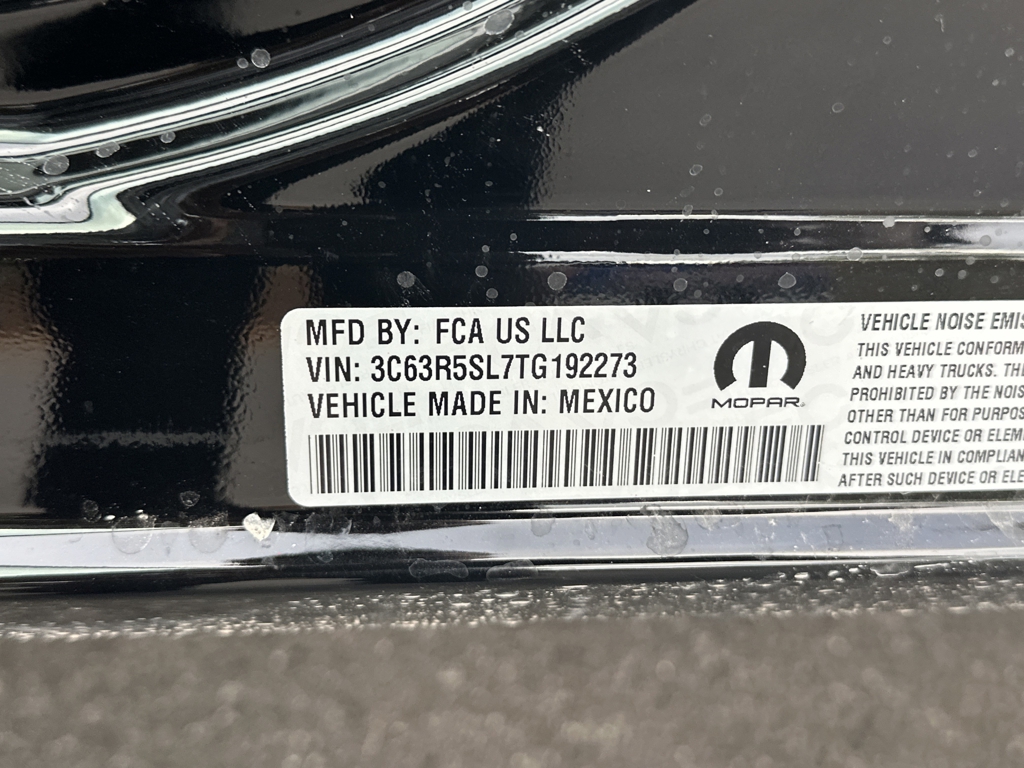 MFD BY: FCA US LLC
VIN: 3C63R5SL7TG192273
VEHICLE MADE IN: MEXICO
MOPAR
VEHICLE NOISE EMIS
THIS VEHICLE CONFORM
AND HEAVY TRUCKS. THE
PROHIBITED BY THE NOIS
OTHER THAN FOR PURPOS
CONTROL DEVICE OR ELEM
THIS VEHICLE IN COMPLIAN
AFTER SUCH DEVICE OR ELE